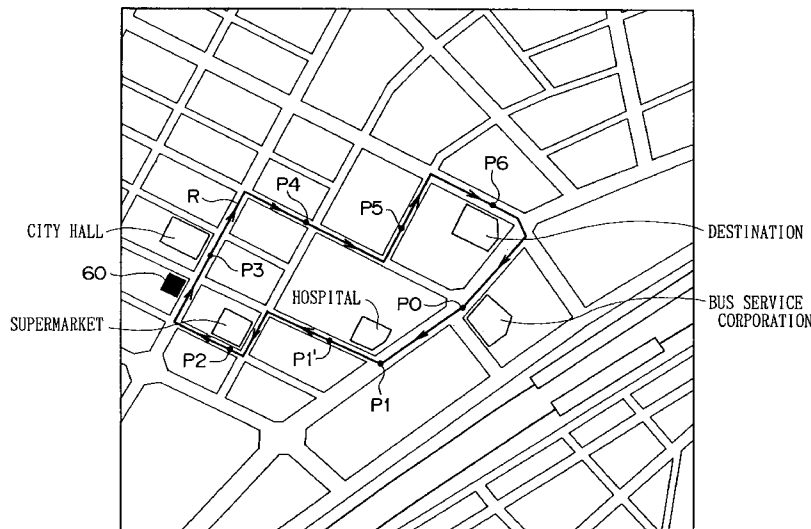 P6
R
P4
P5
CITY HALL
DESTINATION
P3
60
HOSPITAL
P0
BUS SERVICE
CORPORATION
SUPERMARKET
P2
P1'
P1